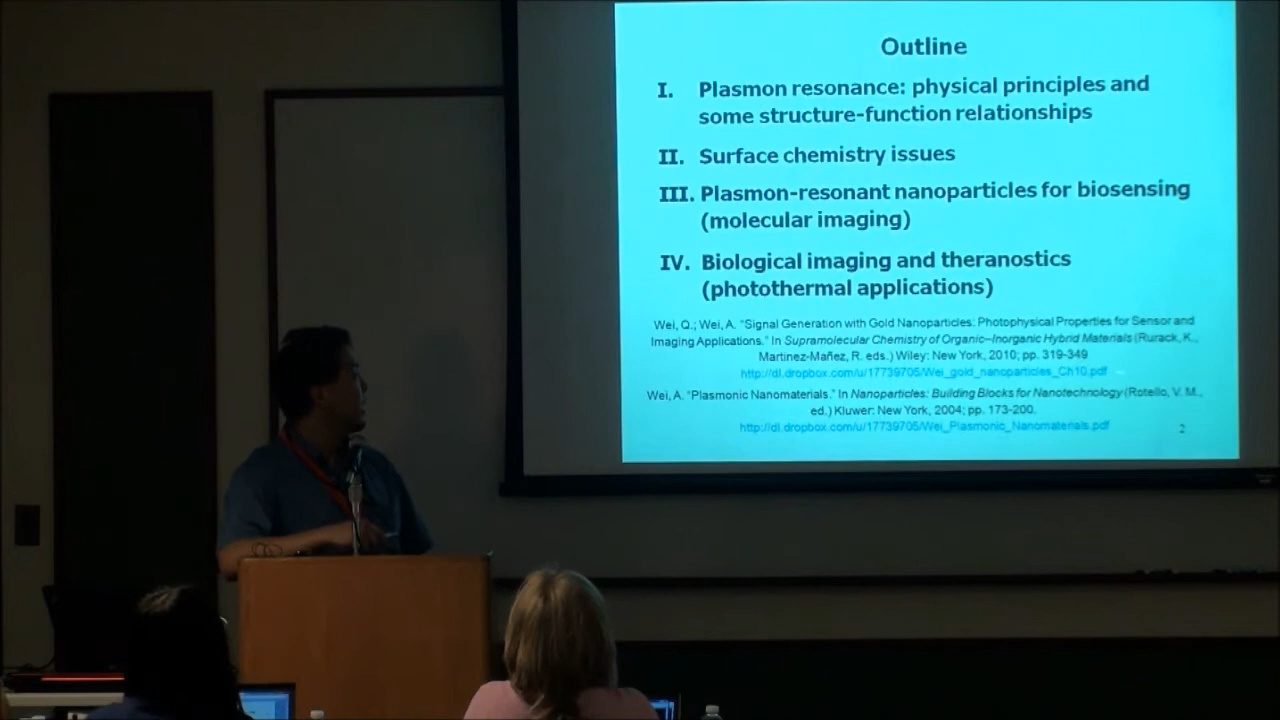 Outline
I. Plasmon resonance: physical principles and
some structure-function relationships
II. Surface chemistry issues
III. Plasmon-resonant nanoparticles for biosensing
(molecular imaging)
IV. Biological imaging and theranostics
(photothermal applications)
Wei, Q.; Wei, A. "Signal Generation with Gold Nanoparticles: Photophysical Properties for Sensor and
Imaging Applications." In Supramolecular Chemistry of Organic–Inorganic Hybrid Materials (Rurack, K.,
Martinez-Mañez, R. eds.) Wiley: New York, 2010; pp. 319-349
http://dl.dropbox.com/u/17739705/Wei_gold_nanoparticles_Ch10.pdf
Wei, A. "Plasmonic Nanomaterials." In Nanoparticles: Building Blocks for Nanotechnology (Rotello, V. M.,
ed.) Kluwer: New York, 2004; pp. 173-200.
http://dl.dropbox.com/u/17739705/Wei_Plasmonic_Nanomaterials.pdf
2